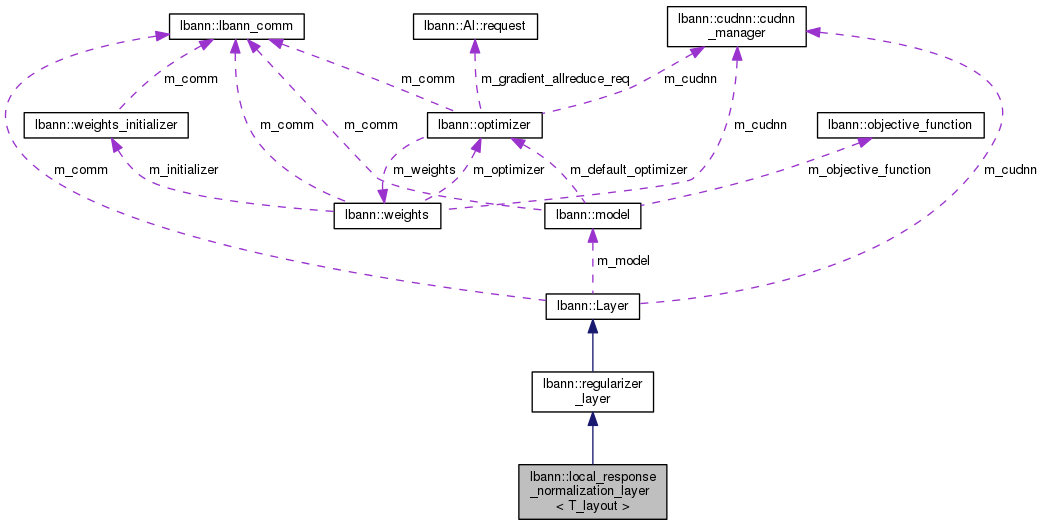 lbann::lbann_comm
lbann::Al::request
lbann::cudnn::cudnn
_manager
m_comm
m_comm
m_gradient_allreduce_req
m_cudnn
lbann::weights_initializer
m_comm
m_comm
lbann::optimizer
m_cudnn
lbann::objective_function
m_comm
m_initializer
m_weights
m_optimizer
m_default_optimizer
m_objective_function
m_cudnn
lbann::weights
lbann::model
m_model
lbann::Layer
lbann::regularizer
_layer
lbann::local_response
_normalization_layer
< T_layout >